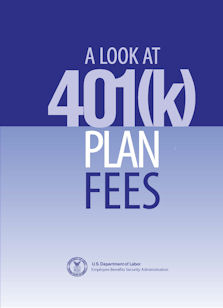 A LOOK AT
401(k)
PLAN
FEES
U.S. Department of Labor
Employee Benefits Security Administration